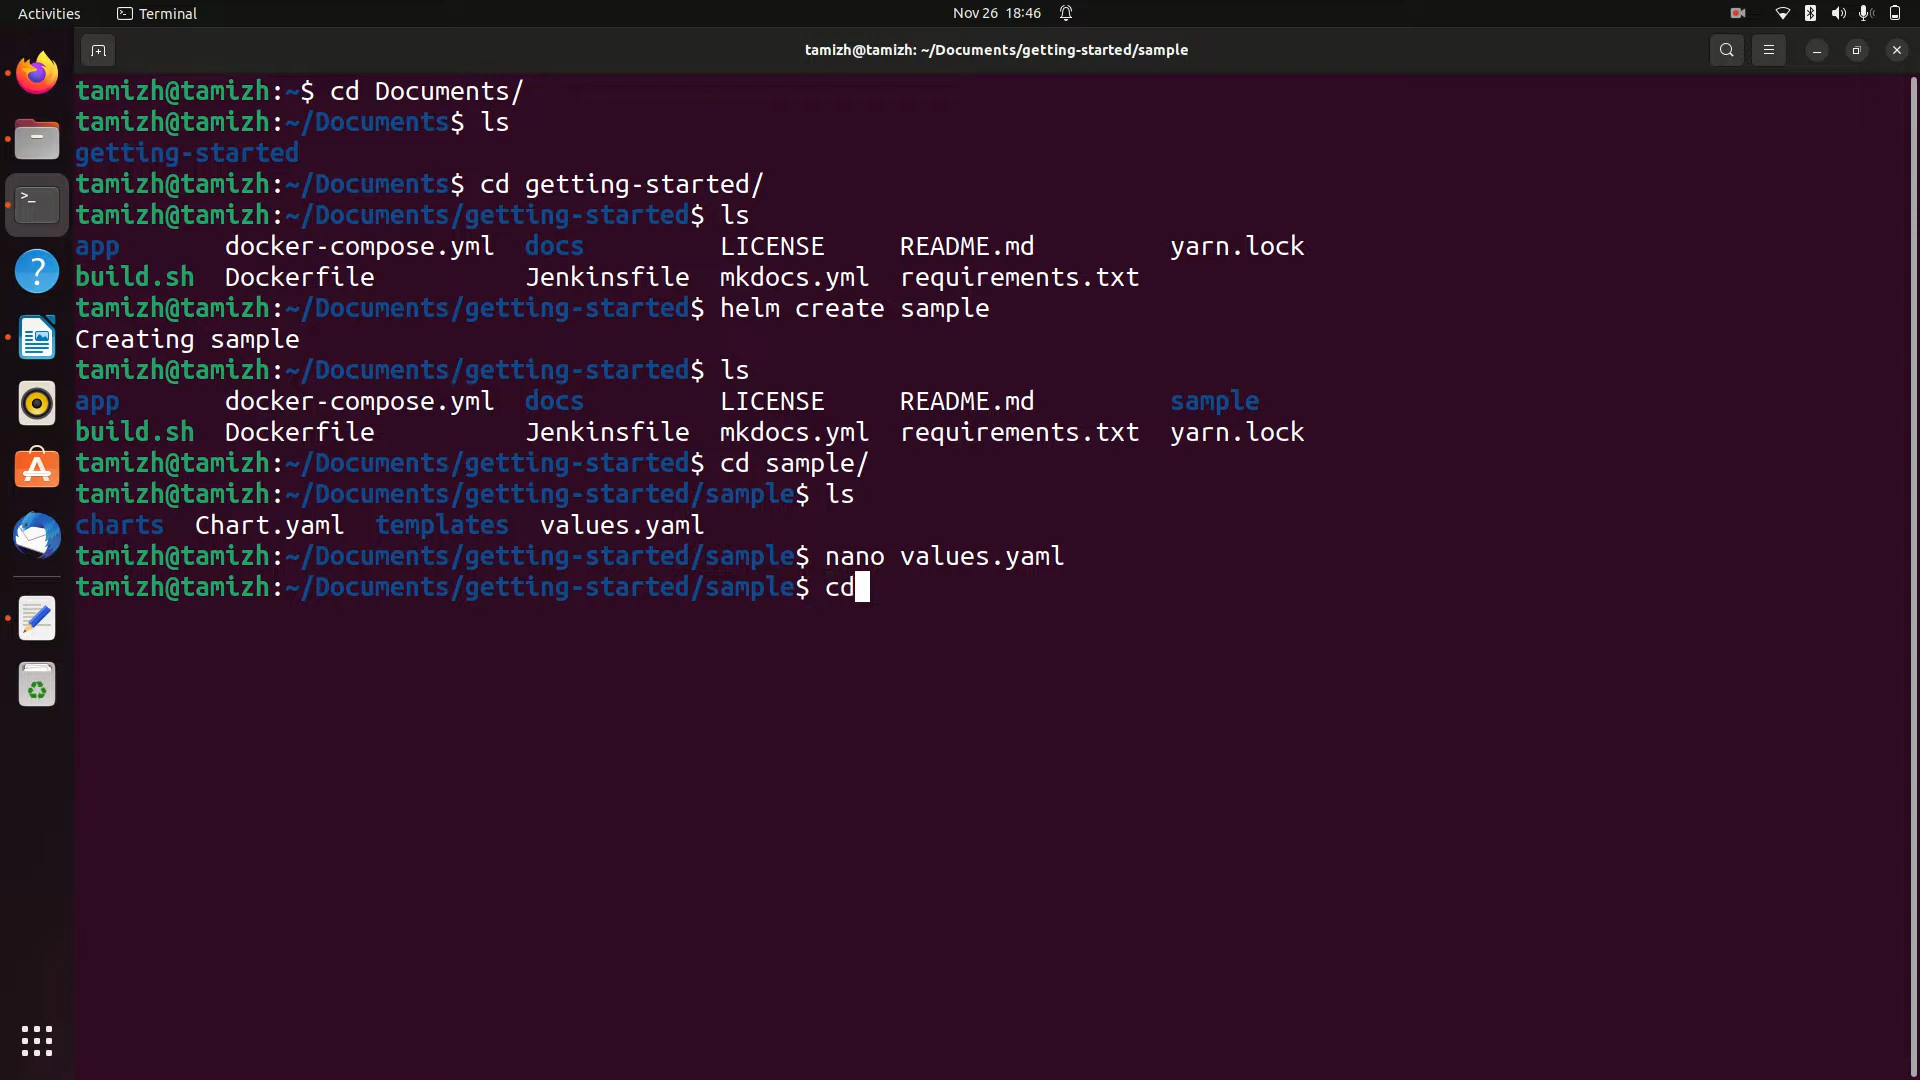 Activities Terminal Nov 26 18:46
tamizh@tamizh: ~/Documents/getting-started/sample
tamizh@tamizh:~$ cd Documents/
tamizh@tamizh:~/Documents$ ls
getting-started
tamizh@tamizh:~/Documents$ cd getting-started/
tamizh@tamizh:~/Documents/getting-started$ ls
app docker-compose.yml docs LICENSE README.md yarn.lock
build.sh Dockerfile Jenkinsfile mkdocs.yml requirements.txt
tamizh@tamizh:~/Documents/getting-started$ helm create sample
Creating sample
tamizh@tamizh:~/Documents/getting-started$ ls
app docker-compose.yml docs LICENSE README.md sample
build.sh Dockerfile Jenkinsfile mkdocs.yml requirements.txt yarn.lock
tamizh@tamizh:~/Documents/getting-started$ cd sample/
tamizh@tamizh:~/Documents/getting-started/sample$ ls
charts Chart.yaml templates values.yaml
tamizh@tamizh:~/Documents/getting-started/sample$ nano values.yaml
tamizh@tamizh:~/Documents/getting-started/sample$ cd